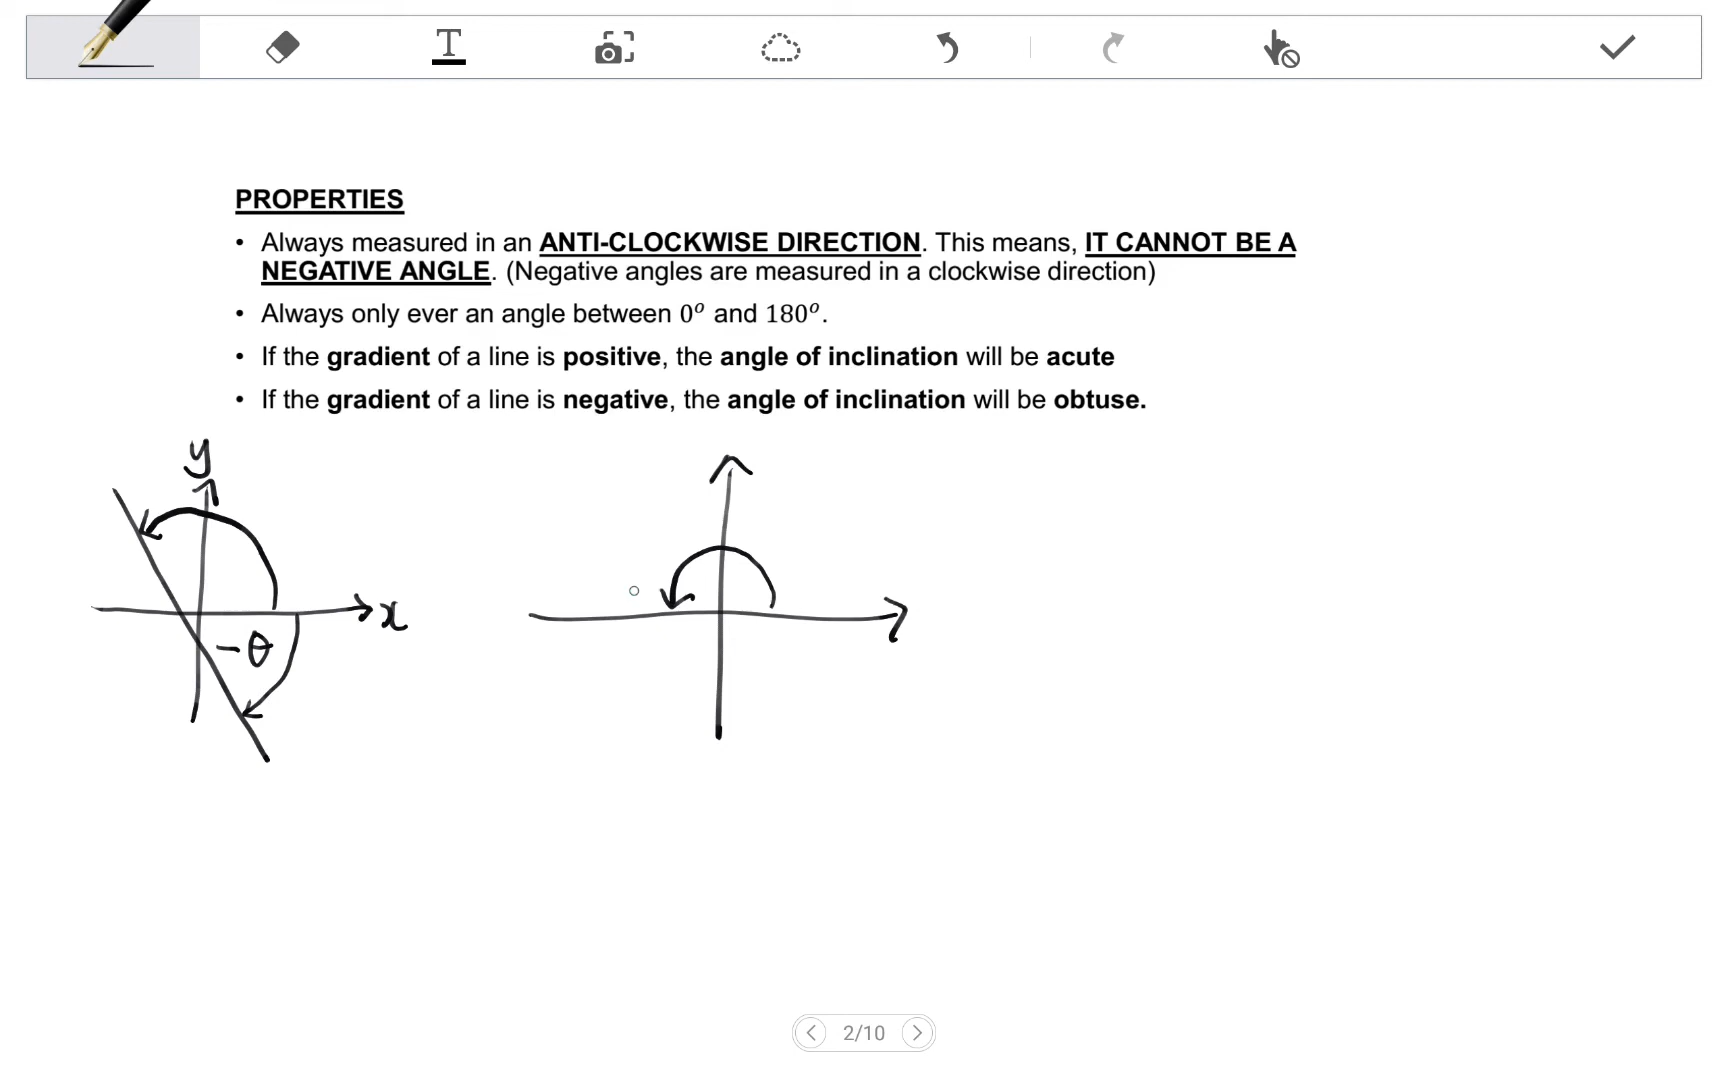 T
PROPERTIES
• Always measured in an ANTI-CLOCKWISE DIRECTION. This means, IT CANNOT BE A
NEGATIVE ANGLE. (Negative angles are measured in a clockwise direction)
• Always only ever an angle between 0º and 180º.
• If the gradient of a line is positive, the angle of inclination will be acute
• If the gradient of a line is negative, the angle of inclination will be obtuse.
y
x
-θ
2/10